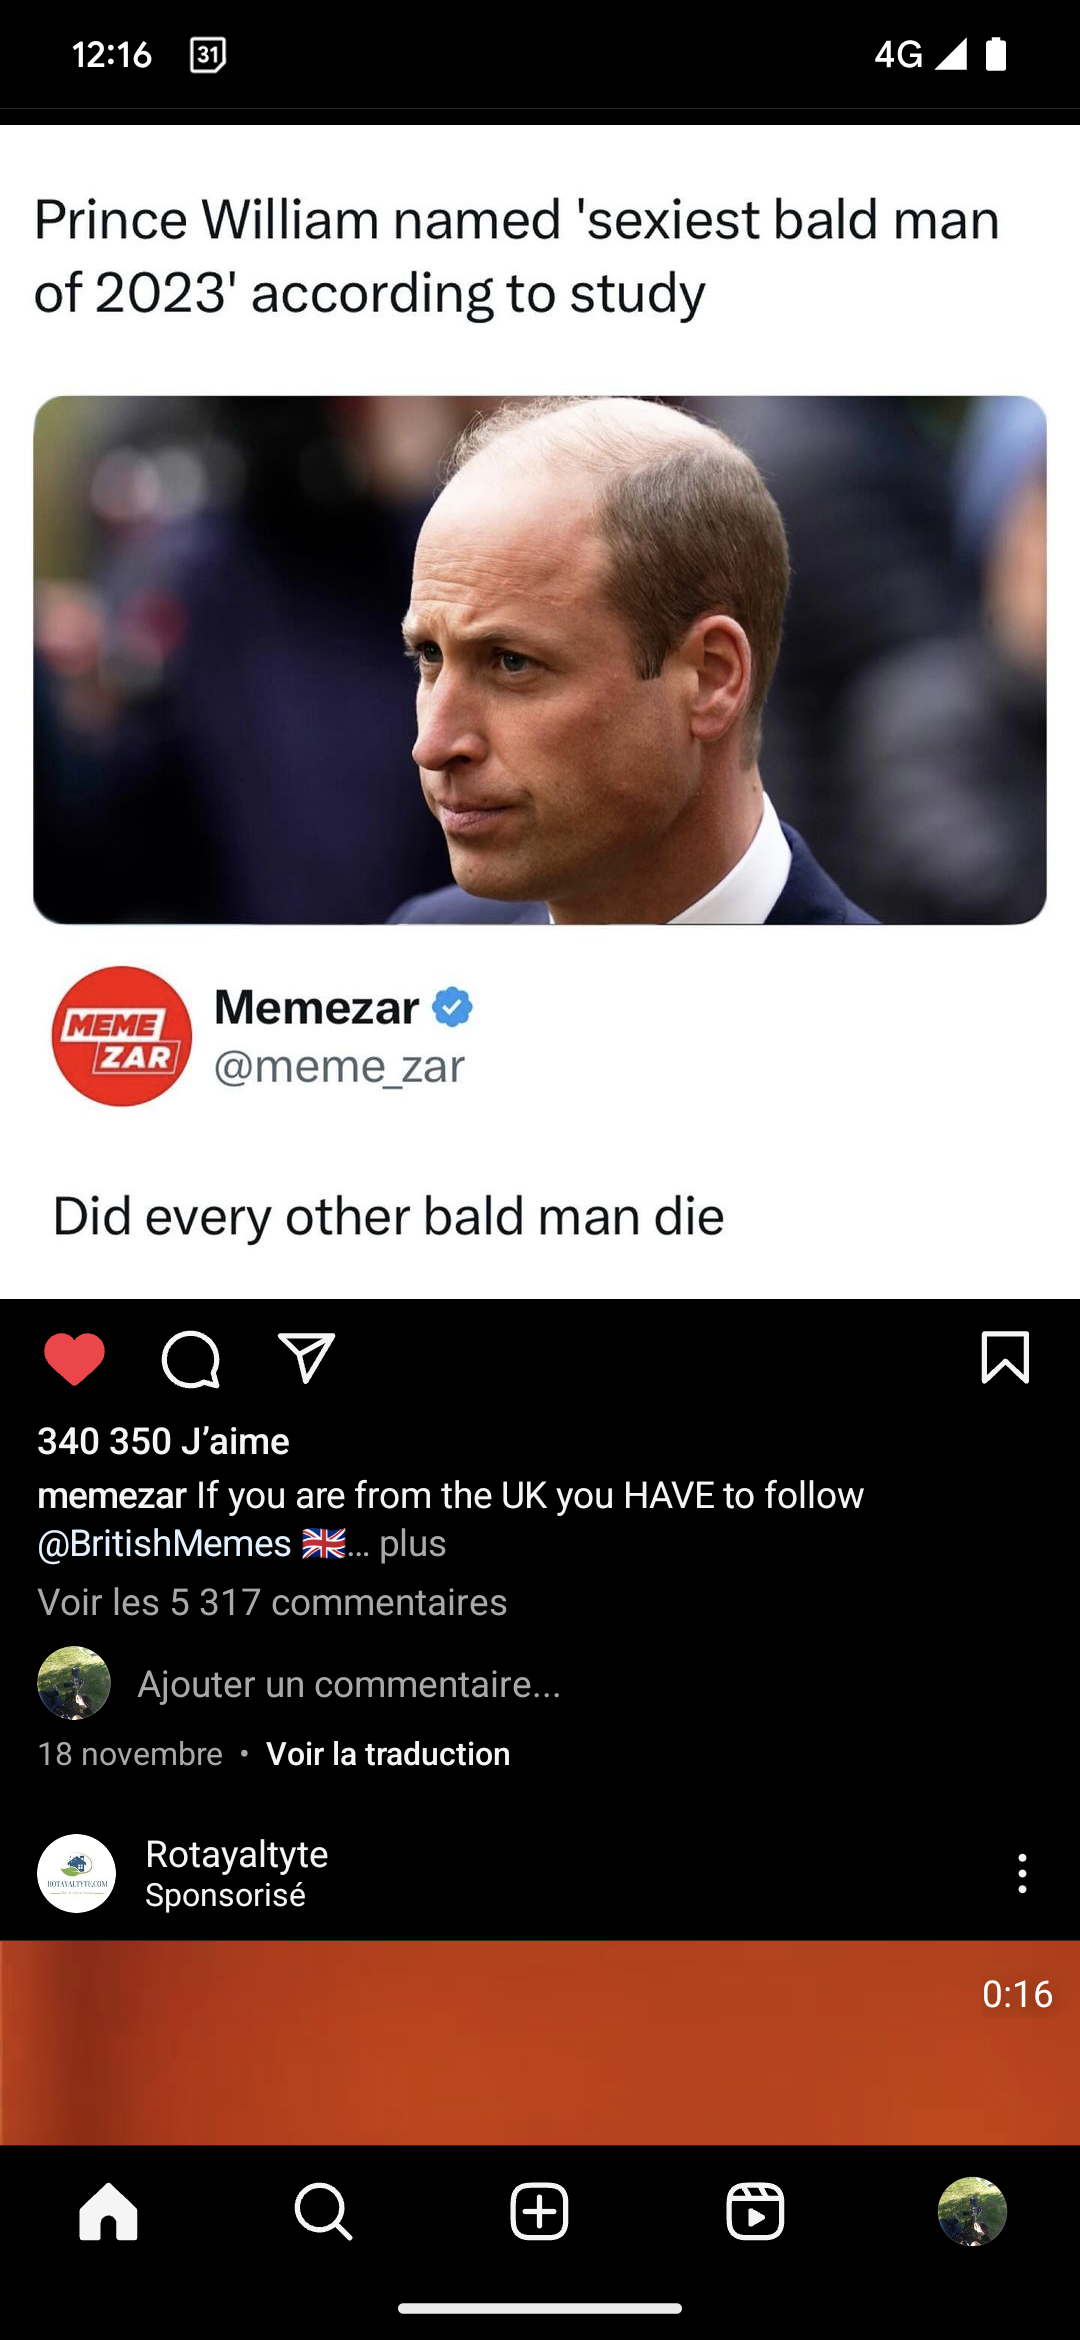 12:16
31
4G
Prince William named 'sexiest bald man
of 2023' according to study
MEME
ZAR
Memezar
@meme_zar
Did every other bald man die
340 350 J’aime
memezar If you are from the UK you HAVE to follow
@BritishMemes 🇬🇧... plus
Voir les 5 317 commentaires
Ajouter un commentaire...
18 novembre • Voir la traduction
ROTAYALTYTE.COM
Rotayaltyte
Sponsorisé
0:16